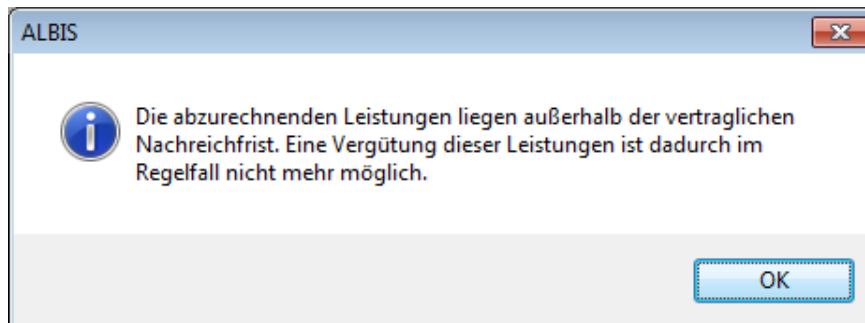 ALBIS
Die abzurechnenden Leistungen liegen außerhalb der vertraglichen
Nachreichfrist. Eine Vergütung dieser Leistungen ist dadurch im
Regelfall nicht mehr möglich.
OK